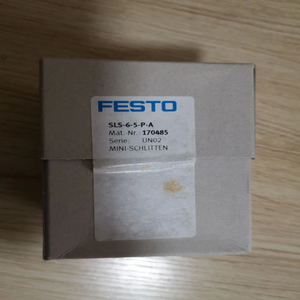 FESTO
SLS-6-5-P-A
Mat.-Nr.: 170485
Serie: UN02
MINI-SCHLITTEN